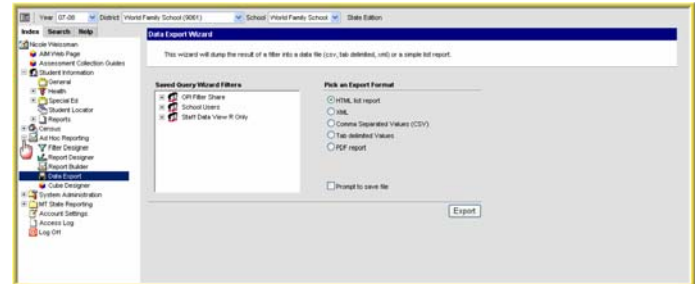 Year 07-08 District World Family School (9061) School World Family School State Edition
Index Search Help
Nicole Weissman
AIM Web Page
Assessment Collection Guides
Student Information
General
Health
Special Ed
Student Locator
Reports
Census
Ad Hoc Reporting
Filter Designer
Report Designer
Report Builder
Data Export
Cube Designer
System Administration
MT State Reporting
Account Settings
Access Log
Log Off
Data Export Wizard
This wizard will dump the result of a filter into a data file (csv, tab delimited, xml) or a simple list report.
Saved Query Wizard Filters
OPI Filter Share
School Users
Staff Data View R Only
Pick an Export Format
HTML list report
XML
Comma Separated Values (CSV)
Tab delimited Values
PDF report
Prompt to save file
Export